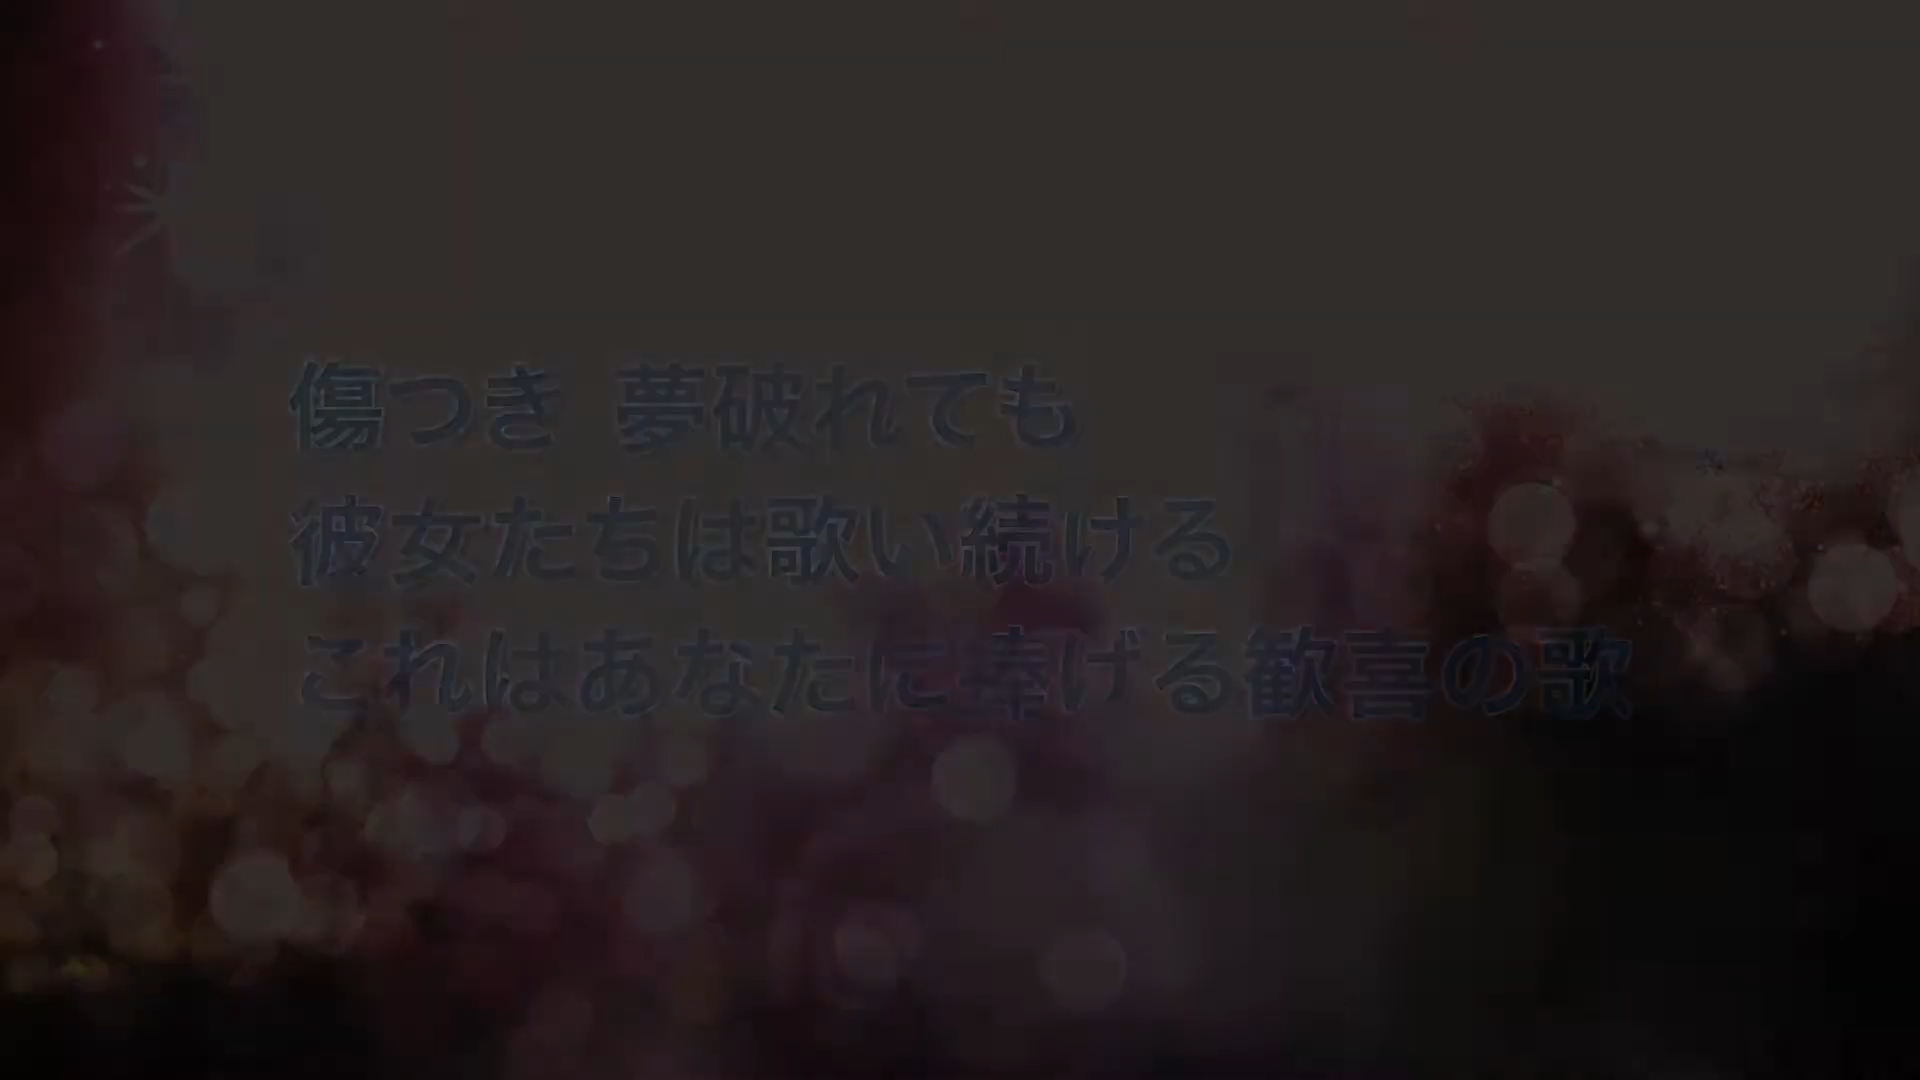 傷つき 夢破れても
彼女たちは歌い続ける
これはあなたに捧げる歓喜の歌